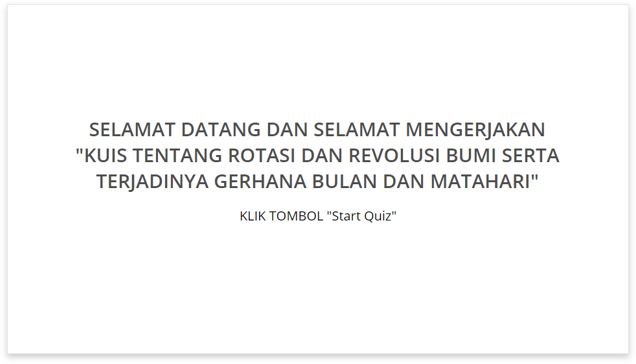 SELAMAT DATANG DAN SELAMAT MENGERJAKAN
"KUIS TENTANG ROTASI DAN REVOLUSI BUMI SERTA
TERJADINYA GERHANA BULAN DAN MATAHARI"
KLIK TOMBOL "Start Quiz"